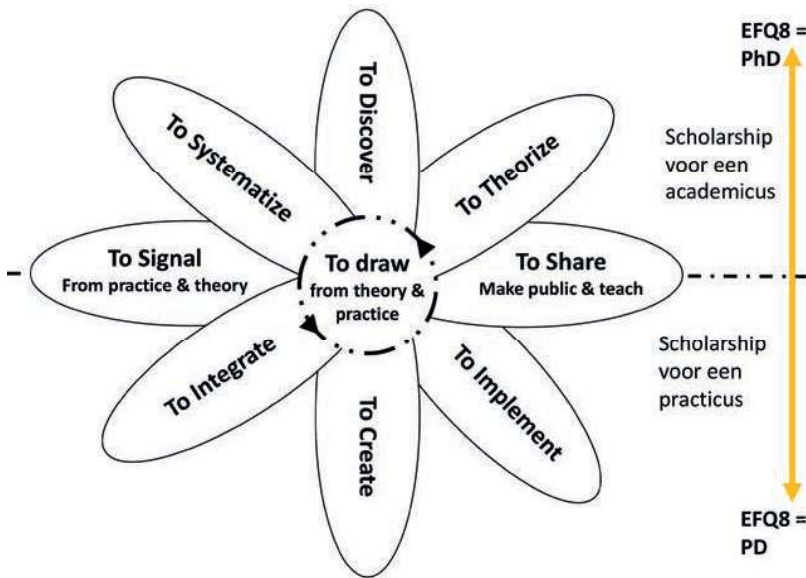 EFQ8 =
PhD
To Discover
To Systematize
To Theorize
Scholarship
voor een
academicus
To Signal
From practice & theory
To draw
from theory &
practice
To Share
Make public & teach
To Integrate
To Create
To Implement
Scholarship
voor een
practicus
EFQ8 =
PD